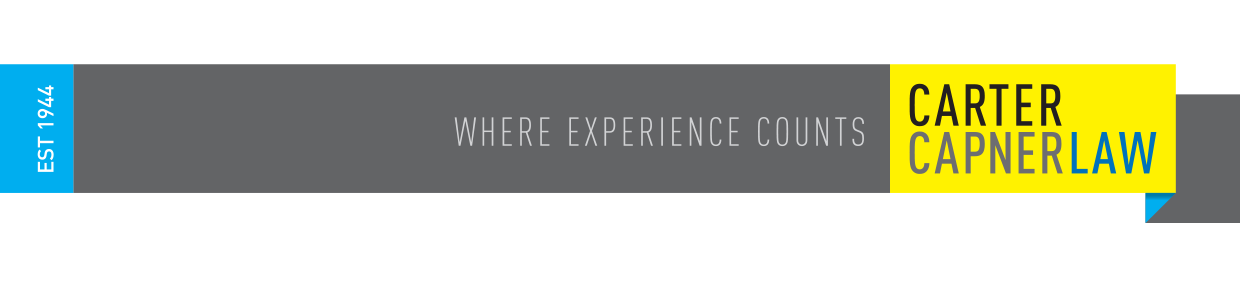 EST 1944
WHERE EXPERIENCE COUNTS
CARTER
CAPNERLAW